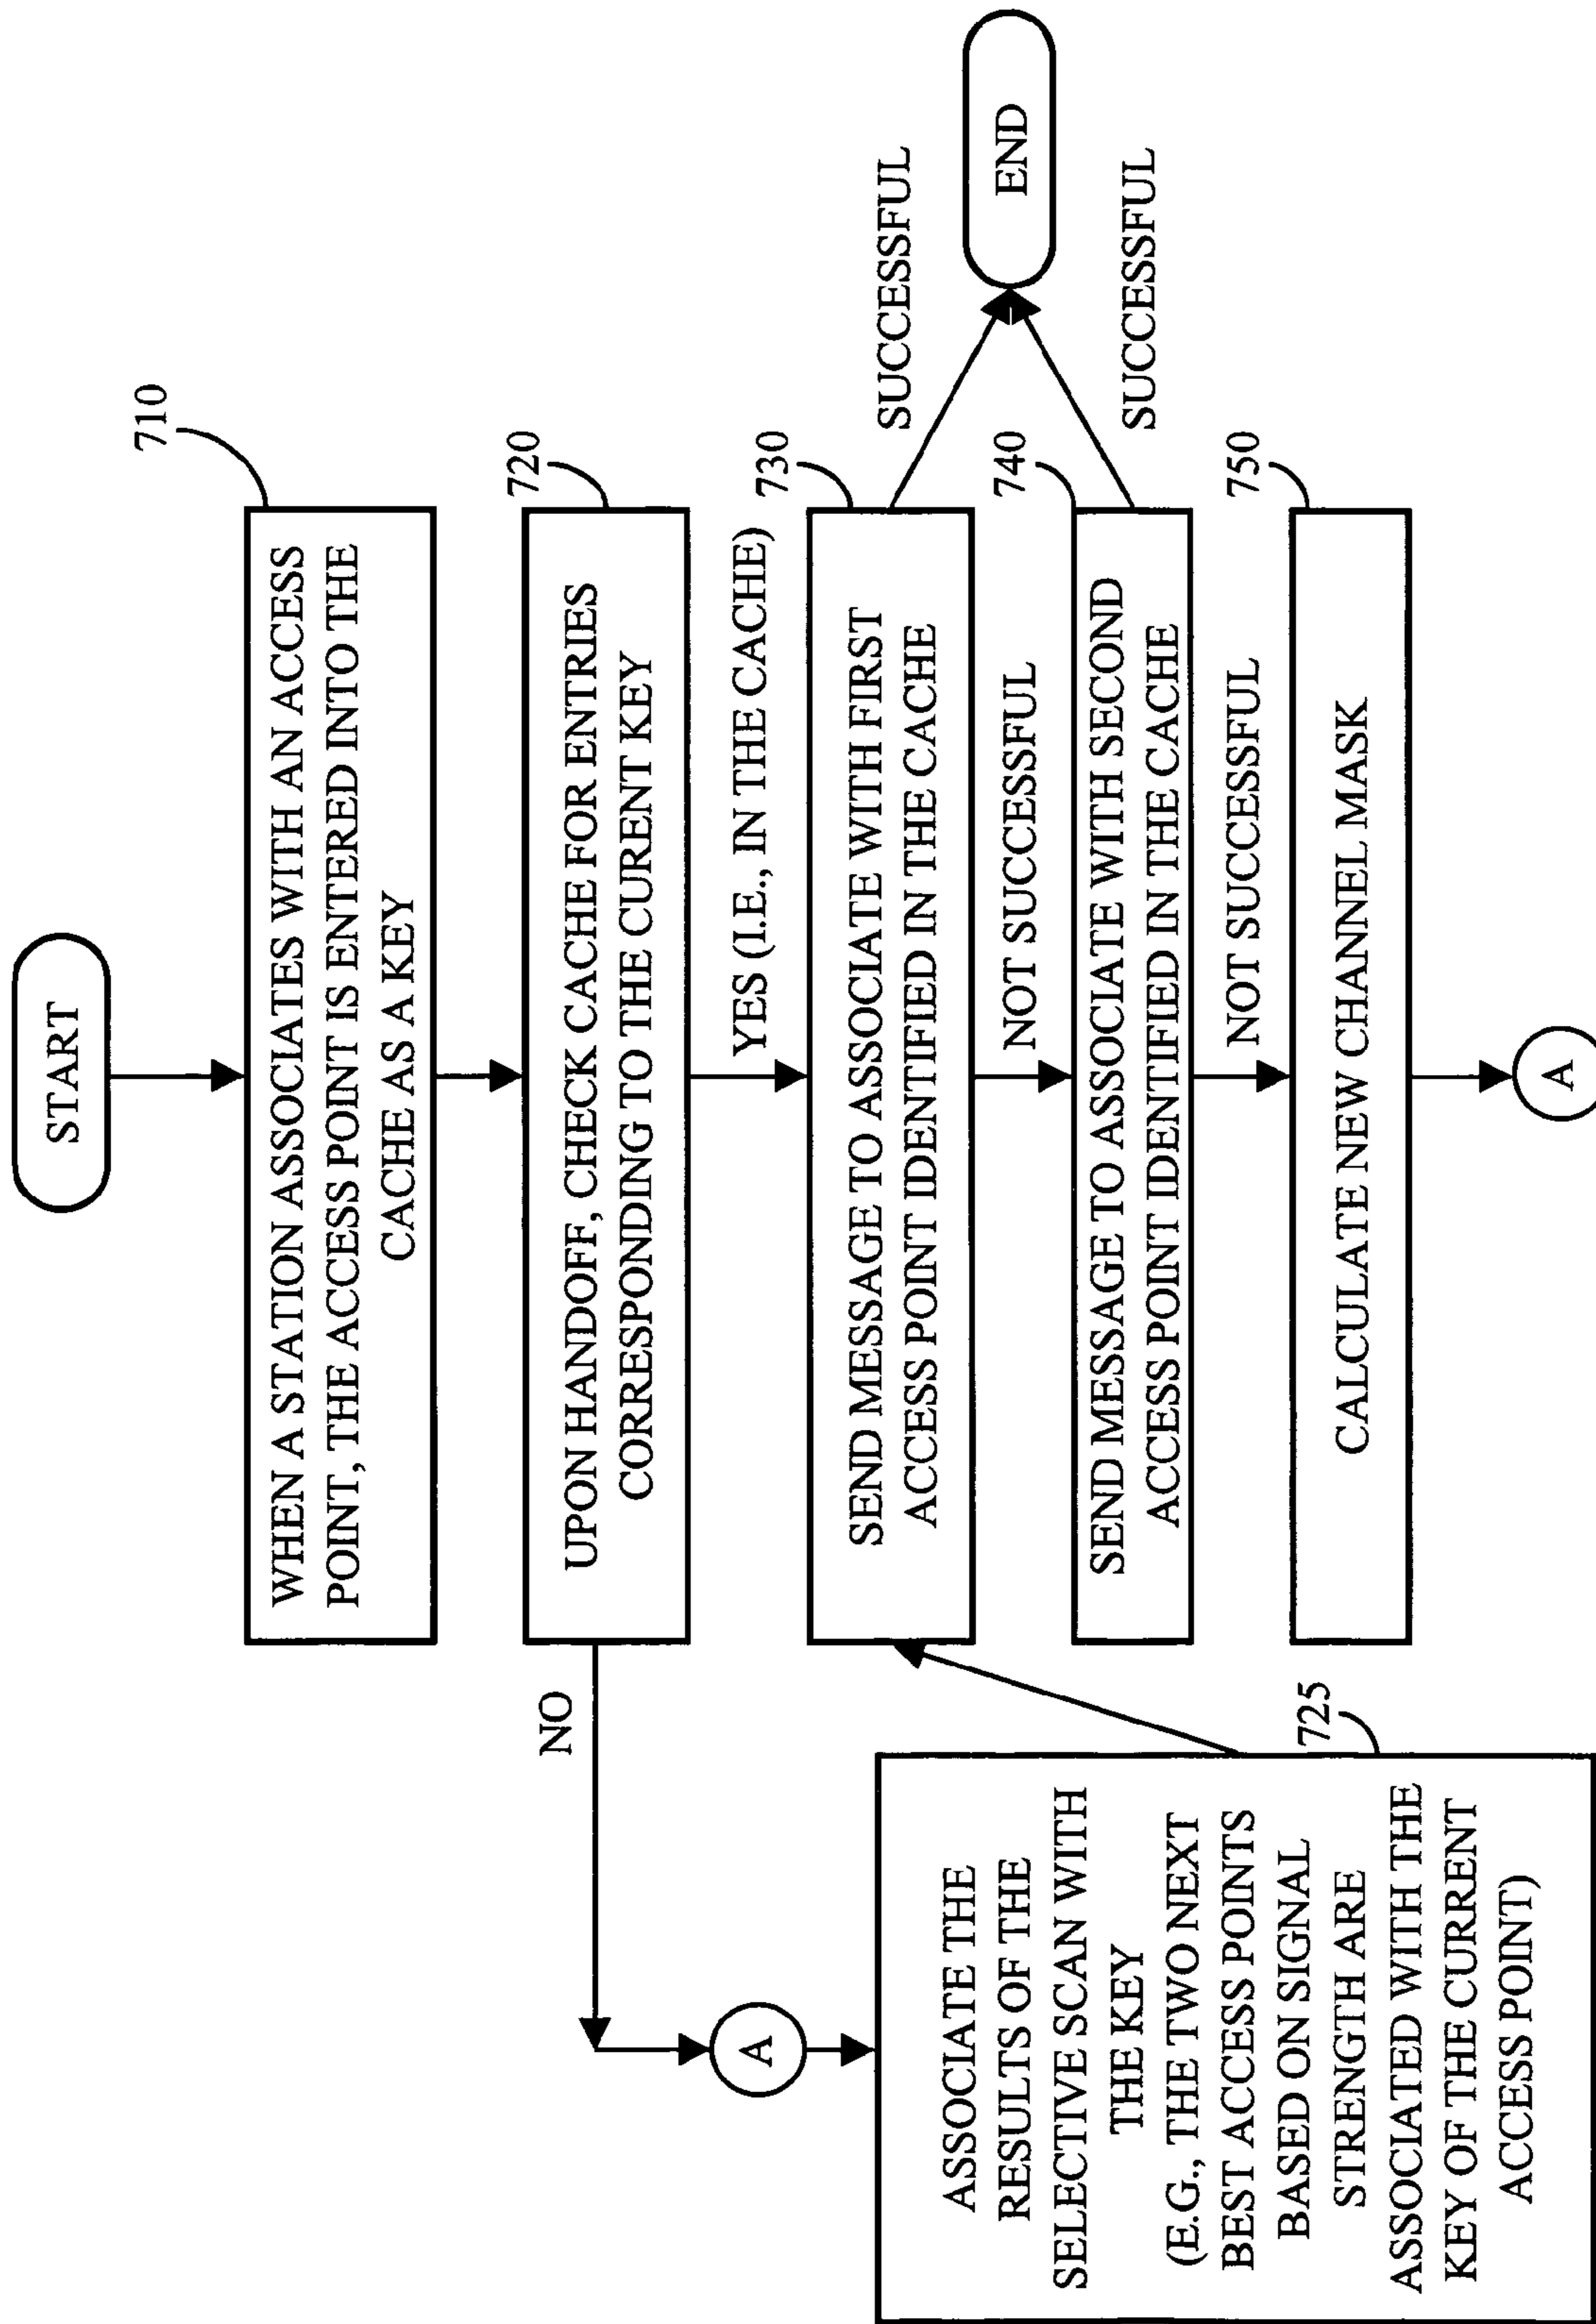 START
710
WHEN A STATION ASSOCIATES WITH AN ACCESS
POINT, THE ACCESS POINT IS ENTERED INTO THE
CACHE AS A KEY
720
UPON HANDOFF, CHECK CACHE FOR ENTRIES
CORRESPONDING TO THE CURENT KEY
NO
YES (I.E., IN THE CACHE)
A
725
ASSOCIATE THE
RESULTS OF THE
SELECTIVE SCAN WITH
THE KEY
(E.G., THE TWO NEXT
BEST ACCESS POINTS
BASED ON SIGNAL
STRENGTH ARE
ASSOCIATED WITH THE
KEY OF THE CURRENT
ACCESS POINT)
730
SEND MESSAGE TO ASSOCIATE WITH FIRST
ACCESS POINT IDENTIFIED IN THE CACHE
SUCCESSFUL
NOT SUCCESSFUL
740
SEND MESSAGE TO ASSOCIATE WITH SECOND
ACCESS POINT IDENTIFIED IN THE CACHE
END
SUCCESSFUL
NOT SUCCESSFUL
750
CALCULATE NEW CHANNEL MASK
A